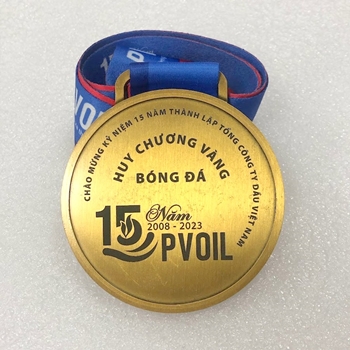 CHÀO MỪNG KỶ NIỆM 15 NĂM THÀNH LẬP TỔNG CÔNG TY DẦU VIỆT NAM
HUY CHƯƠNG VÀNG
BÓNG ĐÁ
15 Năm
2008 - 2023
PVOIL